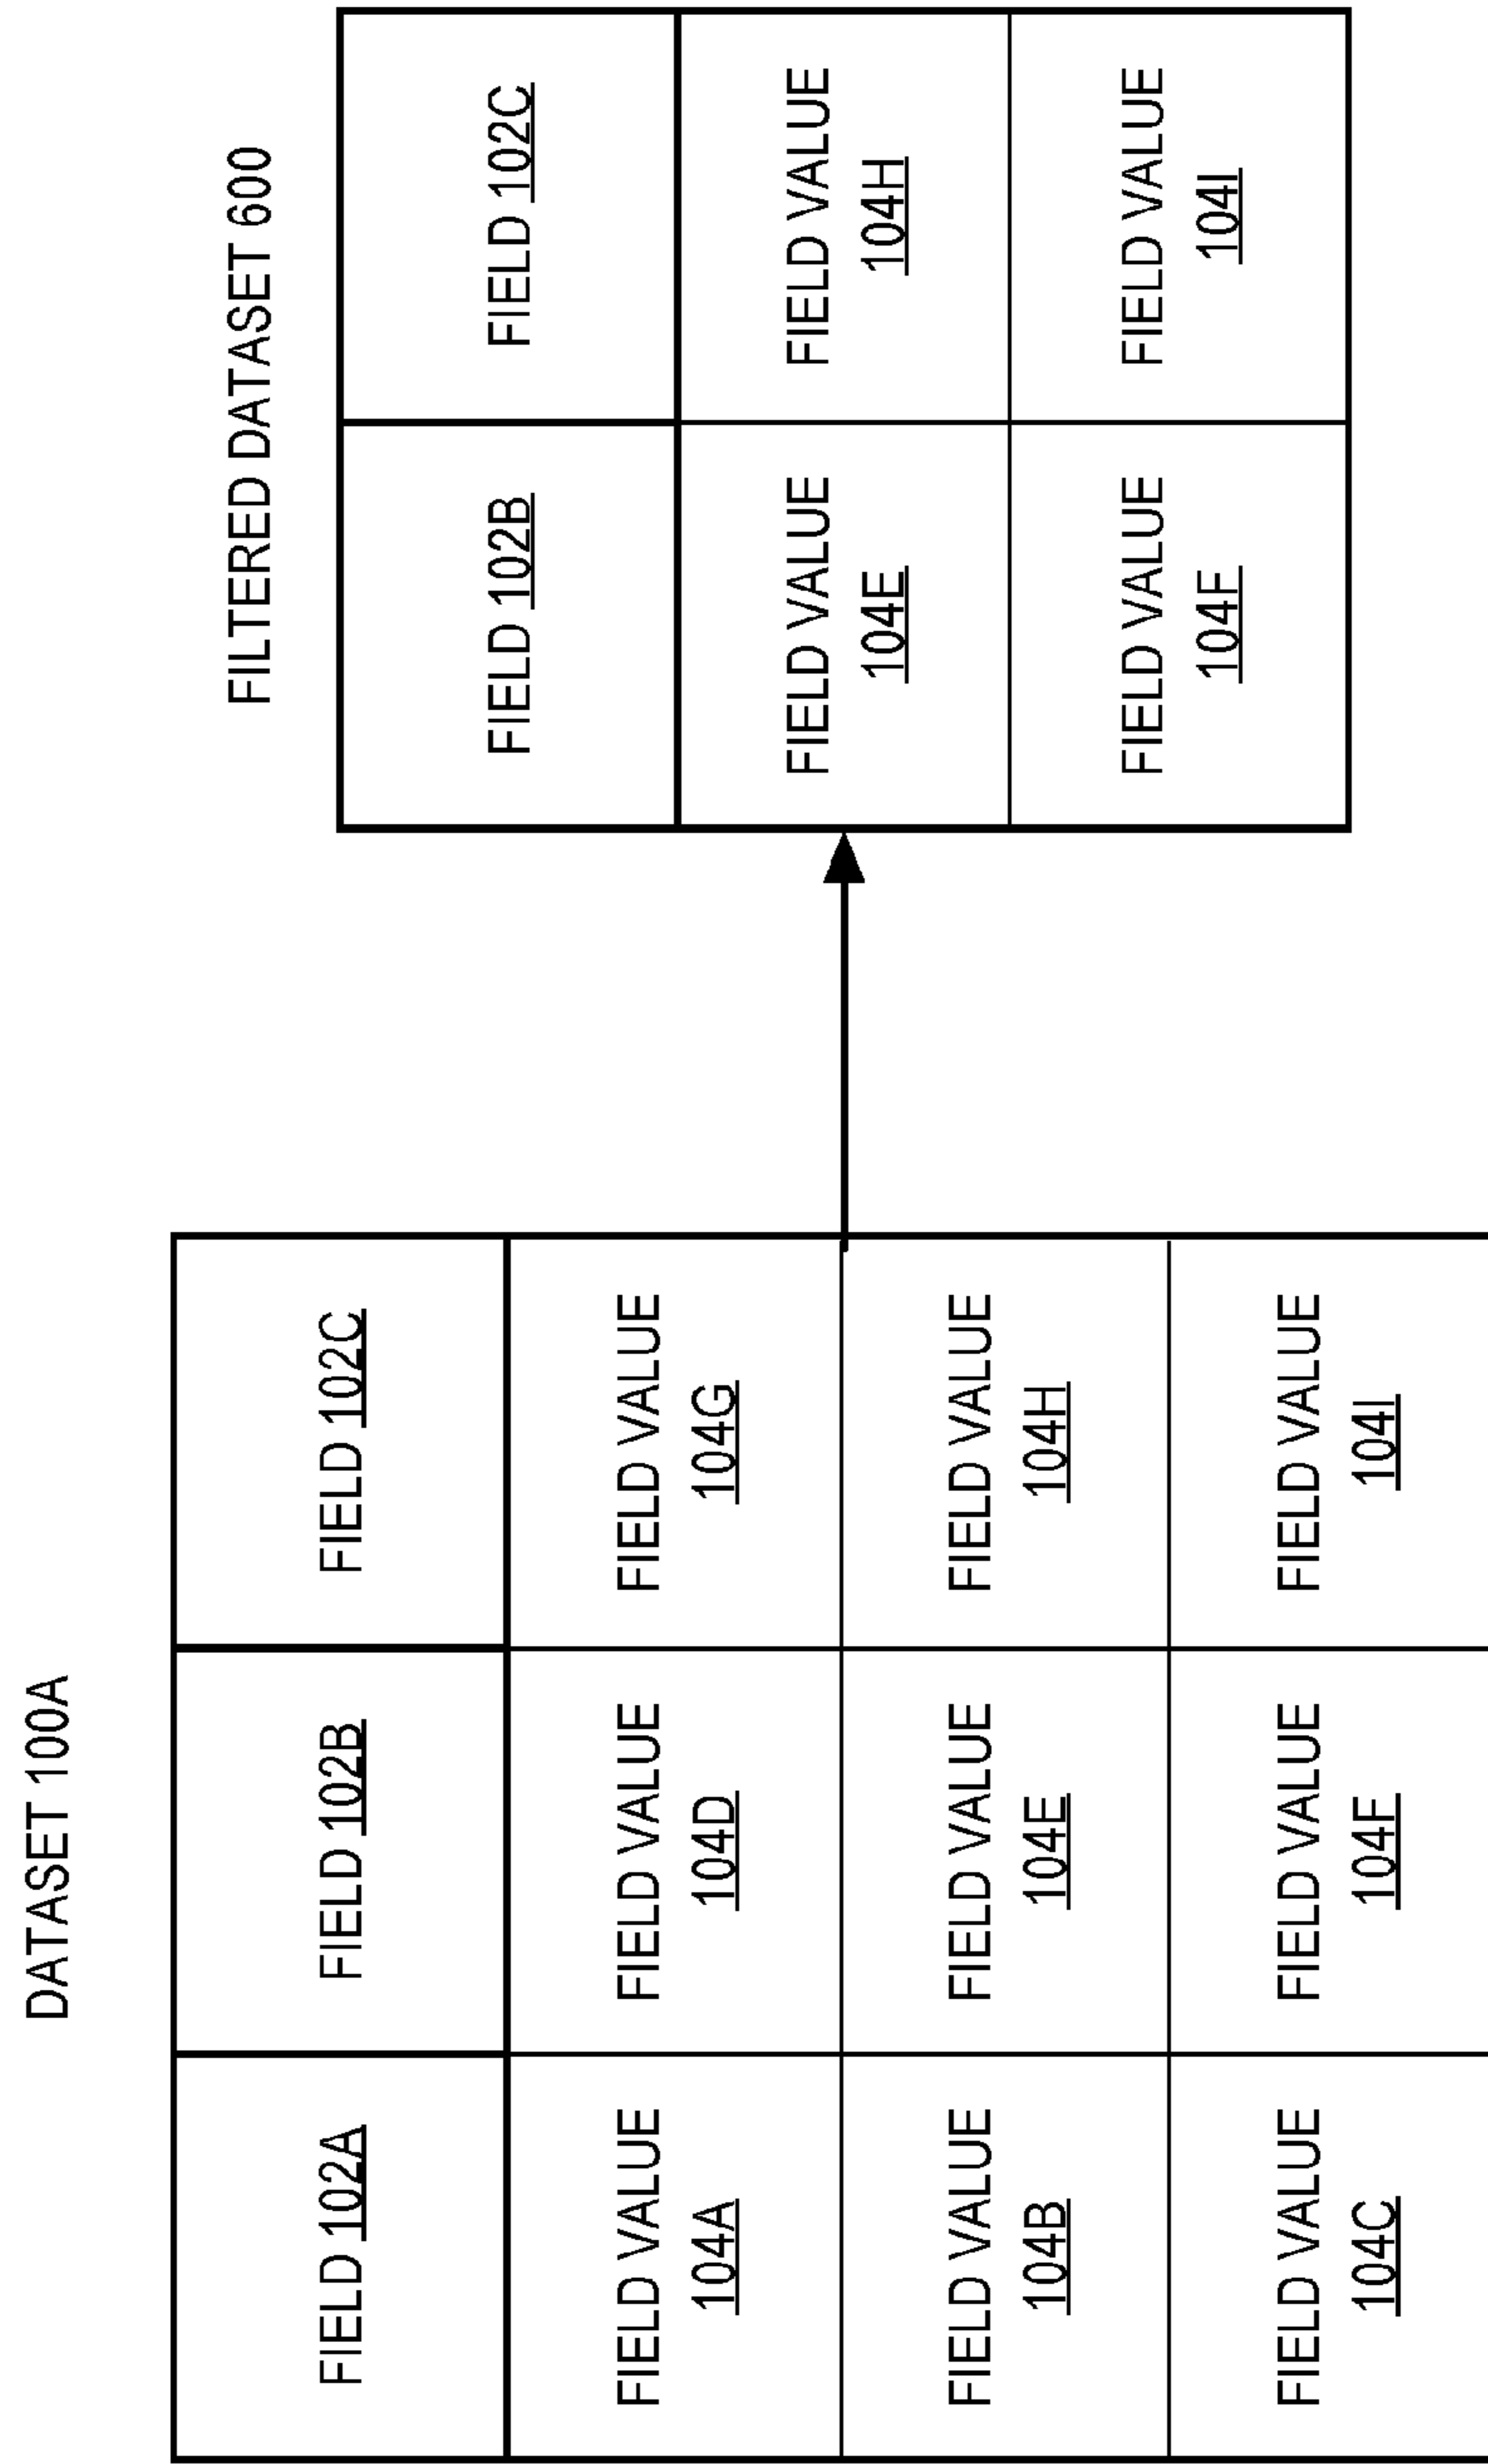 DATASET 100A
FIELD 102A
FIELD 102B
FIELD 102C
FIELD VALUE
104A
FIELD VALUE
104D
FIELD VALUE
104G
FIELD VALUE
104B
FIELD VALUE
104E
FIELD VALUE
104H
FIELD VALUE
104C
FIELD VALUE
104F
FIELD VALUE
104I
FILTERED DATASET 600
FIELD 102B
FIELD 102C
FIELD VALUE
104E
FIELD VALUE
104H
FIELD VALUE
104F
FIELD VALUE
104I